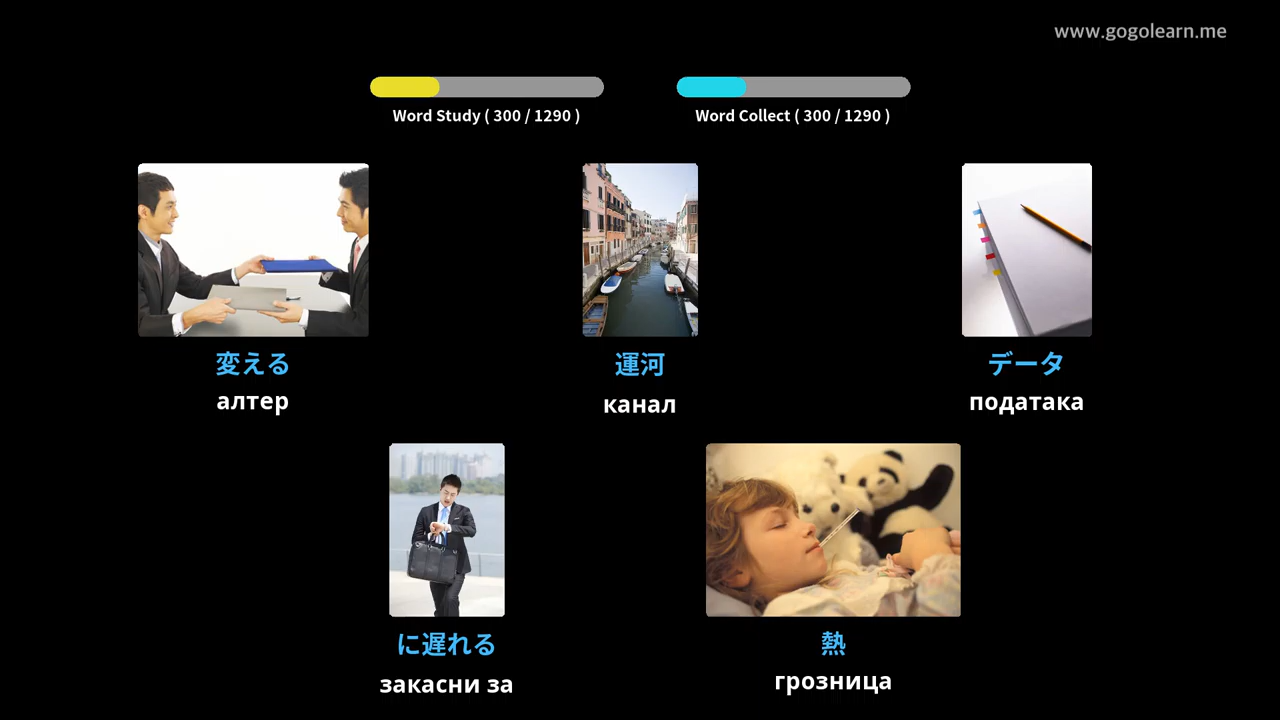 www.gogolearn.me
Word Study ( 300 / 1290 )
Word Collect ( 300 / 1290 )
変える
алтер
運河
канал
データ
података
に遅れる
закасни за
熱
грозница